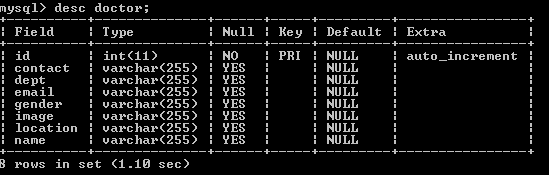 mysql> desc doctor;
+----------+--------------+------+-----+---------+----------------+
| Field | Type | Null | Key | Default | Extra |
+----------+--------------+------+-----+---------+----------------+
| id | int(11) | NO | PRI | NULL | auto_increment |
| contact | varchar(255) | YES | | NULL | |
| dept | varchar(255) | YES | | NULL | |
| email | varchar(255) | YES | | NULL | |
| gender | varchar(255) | YES | | NULL | |
| image | varchar(255) | YES | | NULL | |
| location | varchar(255) | YES | | NULL | |
| name | varchar(255) | YES | | NULL | |
+----------+--------------+------+-----+---------+----------------+
8 rows in set (1.10 sec)